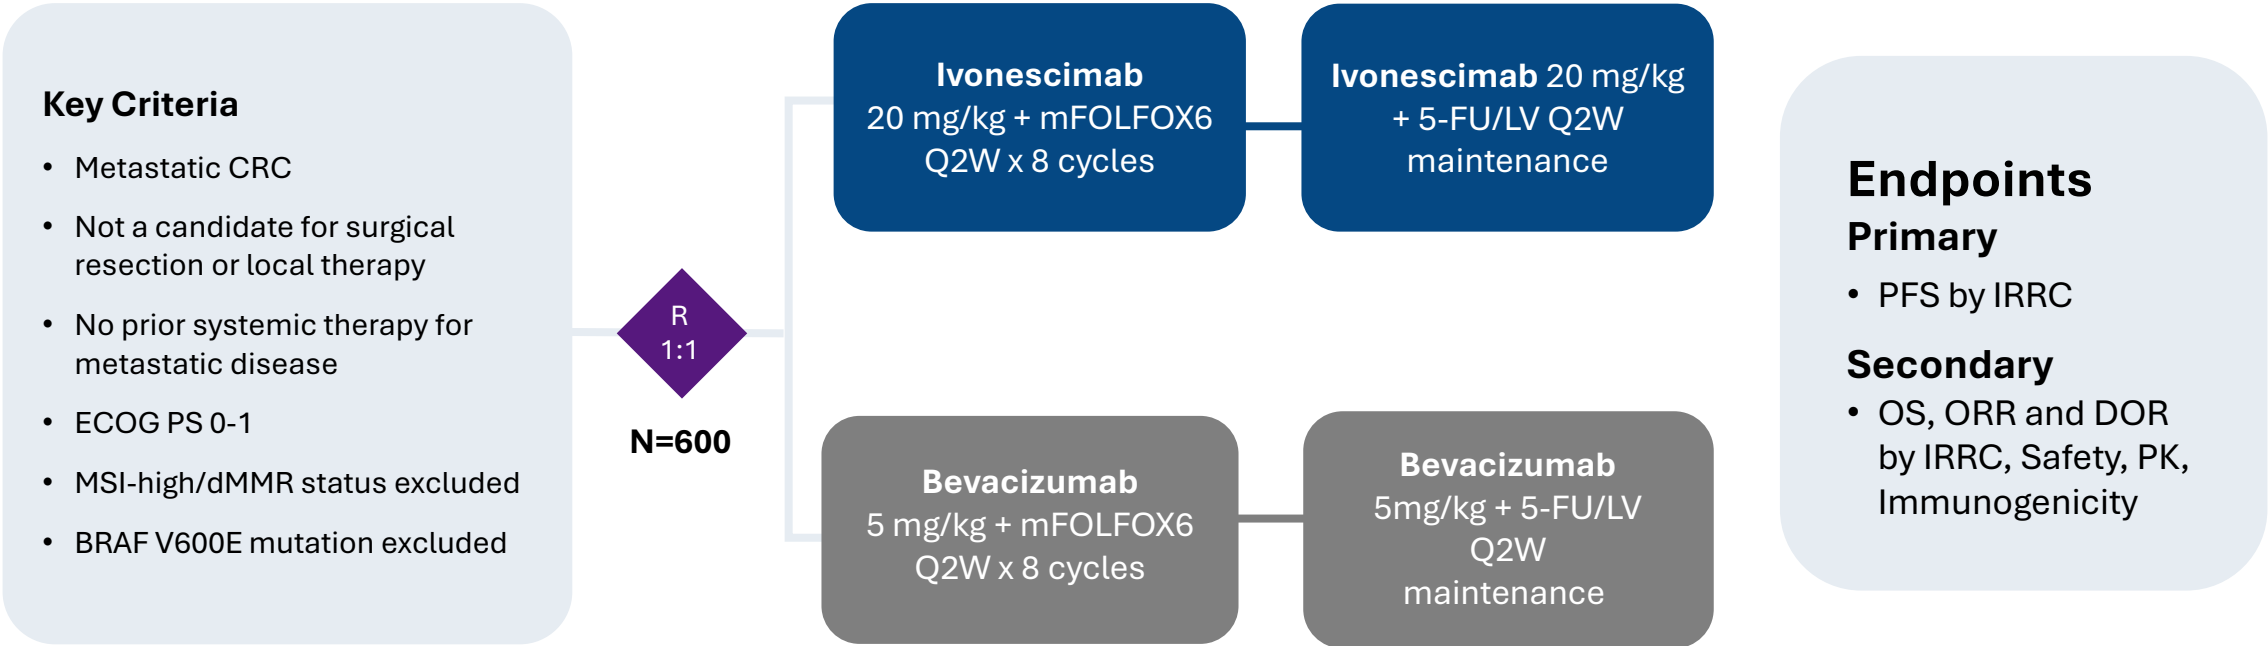 Key Criteria
• Metastatic CRC
• Not a candidate for surgical
resection or local therapy
• No prior systemic therapy for
metastatic disease
• ECOG PS 0-1
• MSI-high/dMMR status excluded
• BRAF V600E mutation excluded
R
1:1
N=600
Ivonescimab
20 mg/kg + mFOLFOX6
Q2W x 8 cycles
Ivonescimab 20 mg/kg
+ 5-FU/LV Q2W
maintenance
Bevacizumab
5 mg/kg + mFOLFOX6
Q2W x 8 cycles
Bevacizumab
5mg/kg + 5-FU/LV
Q2W
maintenance
Endpoints
Primary
• PFS by IRRC
Secondary
• OS, ORR and DOR
by IRRC, Safety, PK,
Immunogenicity